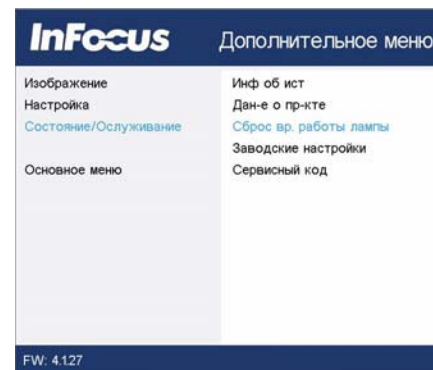 InFocus Дополнительное меню
Изображение
Настройка
Состояние/Ослуживание
Основное меню
Инф об ист
Дан-е о пр-кте
Сброс вр. работы лампы
Заводские настройки
Сервисный код
FW: 4.1.27